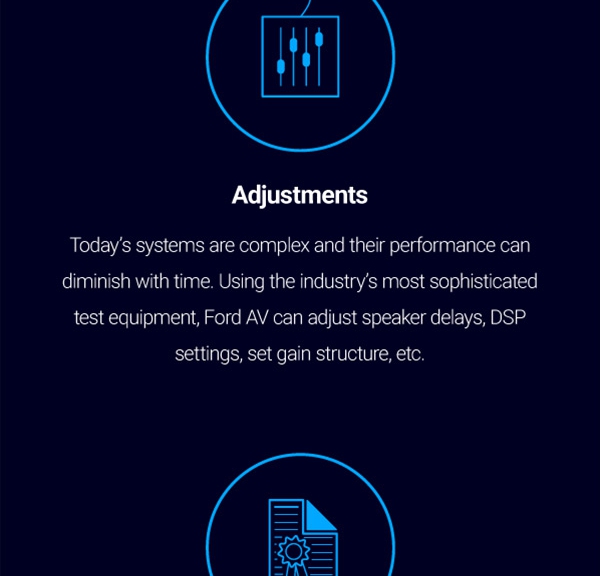 Adjustments
Today’s systems are complex and their performance can
diminish with time. Using the industry’s most sophisticated
test equipment, Ford AV can adjust speaker delays, DSP
settings, set gain structure, etc.